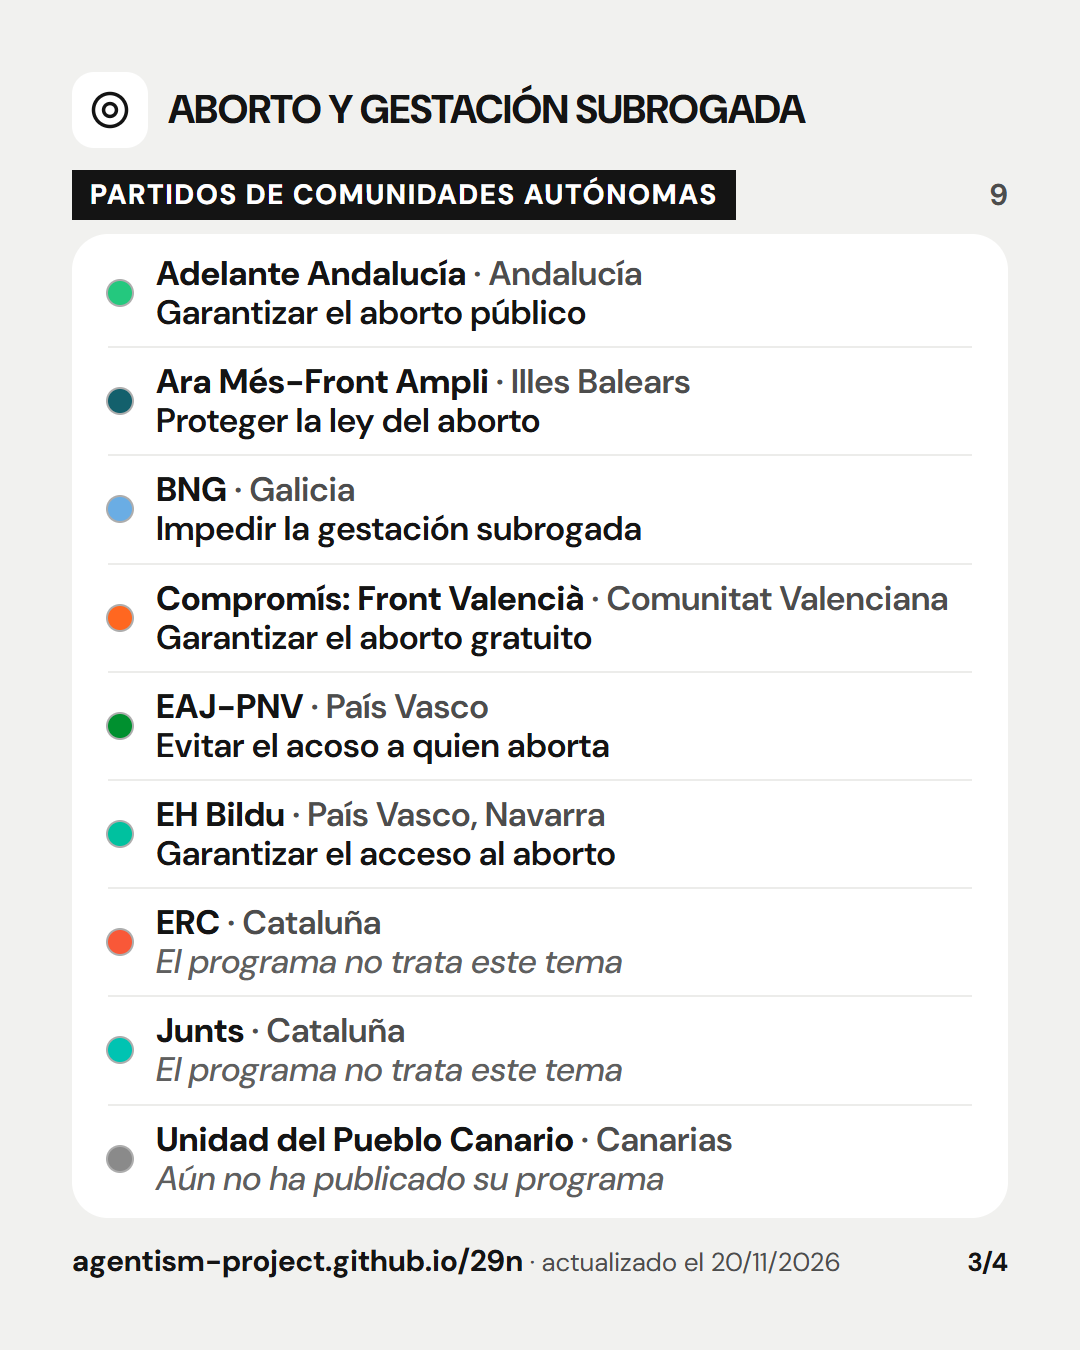 ABORTO Y GESTACIÓN SUBROGADA
PARTIDOS DE COMUNIDADES AUTÓNOMAS 9
Adelante Andalucía · Andalucía
Garantizar el aborto público
Ara Més-Front Ampli · Illes Balears
Proteger la ley del aborto
BNG · Galicia
Impedir la gestación subrogada
Compromís: Front Valencià · Comunitat Valenciana
Garantizar el aborto gratuito
EAJ-PNV · País Vasco
Evitar el acoso a quien aborta
EH Bildu · País Vasco, Navarra
Garantizar el acceso al aborto
ERC · Cataluña
El programa no trata este tema
Junts · Cataluña
El programa no trata este tema
Unidad del Pueblo Canario · Canarias
Aún no ha publicado su programa
agentism-project.github.io/29n · actualizado el 20/11/2026 3/4